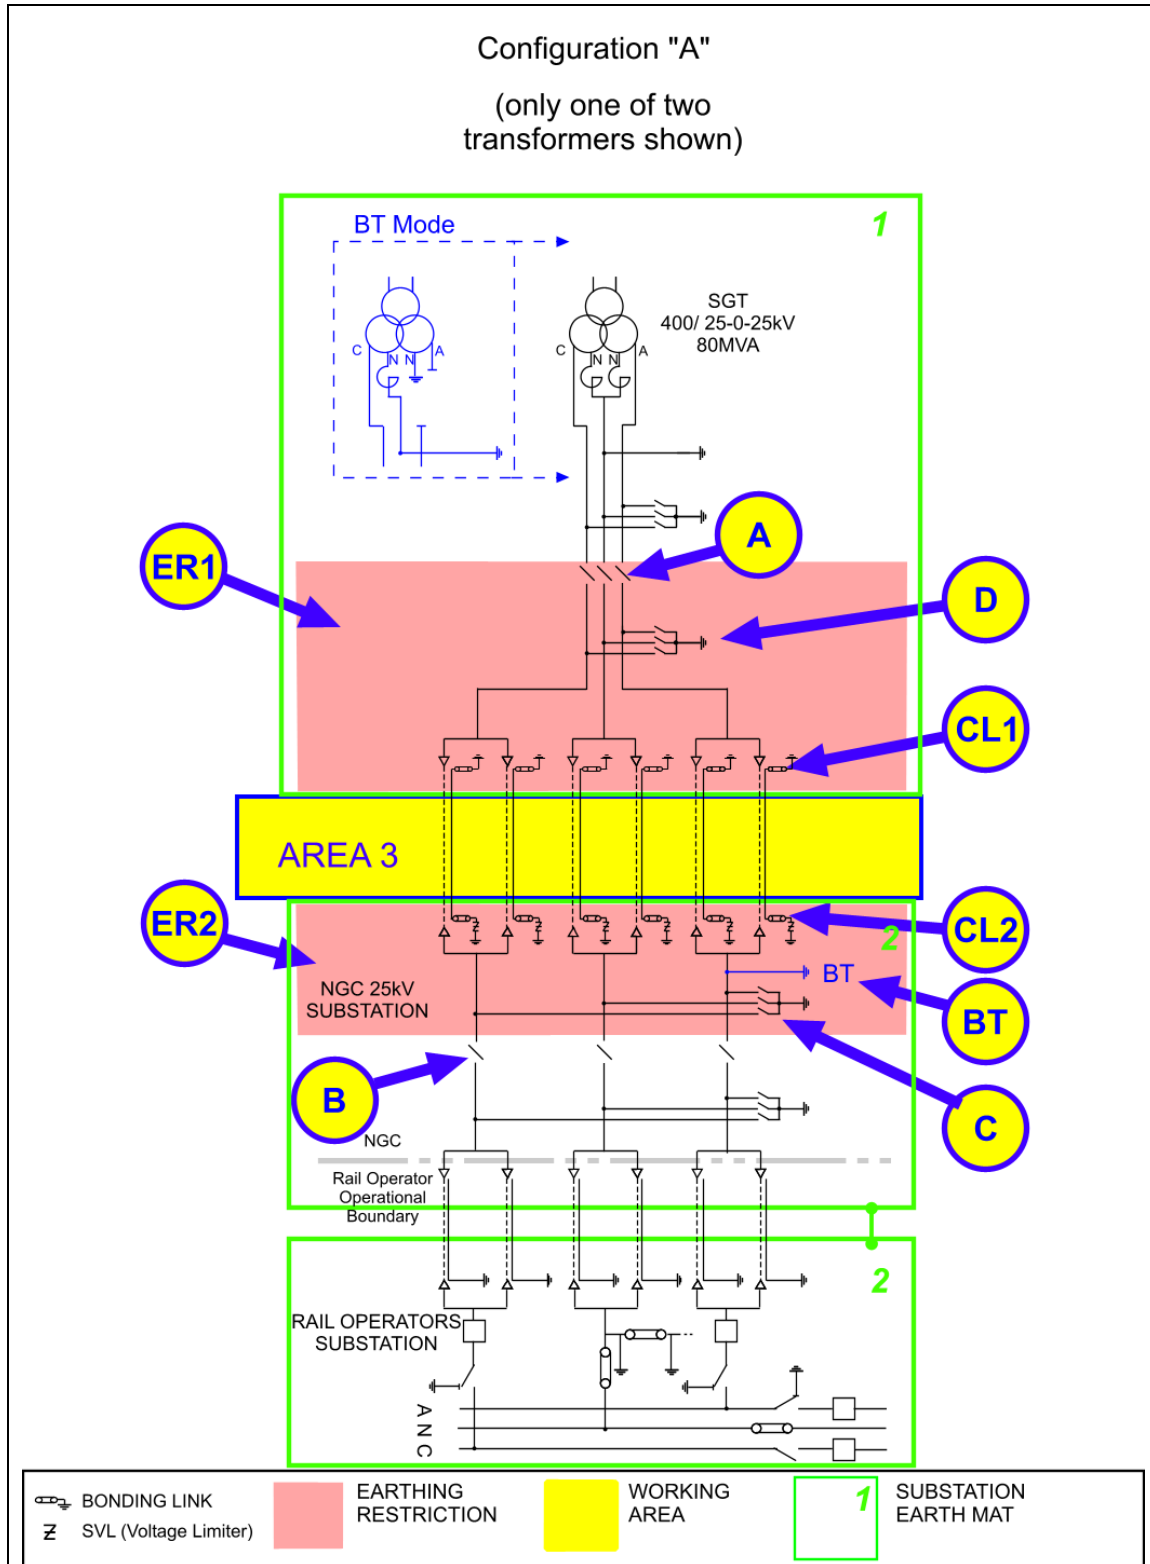 Configuration "A"
(only one of two
transformers shown)
1
BT Mode
SGT
400/ 25-0-25kV
80MVA
C
N N
A
C
N N
A
A
ER1
D
CL1
AREA 3
ER2
CL2
2
NGC 25kV
SUBSTATION
BT
BT
B
C
NGC
Rail Operator
Operational
Boundary
2
RAIL OPERATORS
SUBSTATION
A
N
C
BONDING LINK
SVL (Voltage Limiter)
EARTHING
RESTRICTION
WORKING
AREA
1
SUBSTATION
EARTH MAT